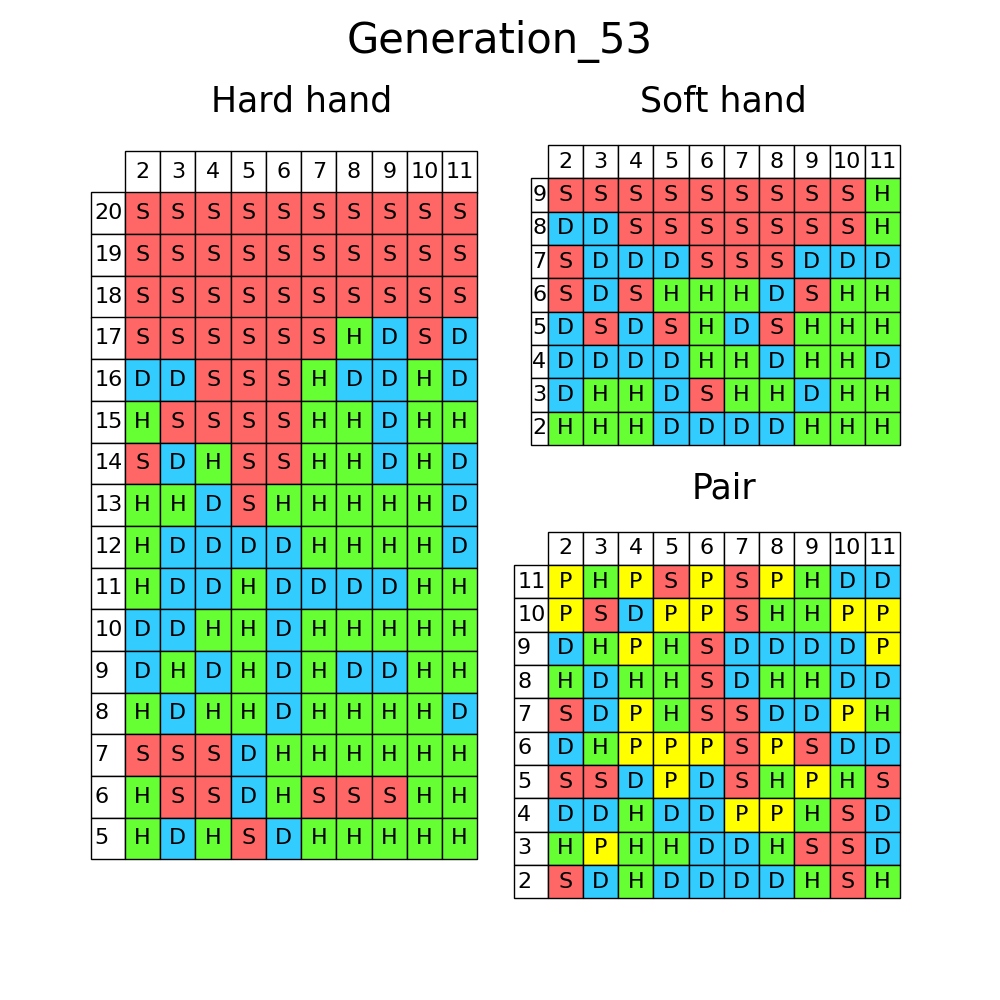 Generation_53
Hard hand
2 3 4 5 6 7 8 9 10 11
20 S S S S S S S S S S
19 S S S S S S S S S S
18 S S S S S S S S S S
17 S S S S S S H D S D
16 D D S S S H D D H D
15 H S S S S H H D H H
14 S D H S S H H D H D
13 H H D S H H H H H D
12 H D D D D H H H H D
11 H D D H D D D D H H
10 D D H H D H H H H H
9 D H D H D H D D H H
8 H D H H D H H H H D
7 S S S D H H H H H H
6 H S S D H S S S H H
5 H D H S D H H H H H
Soft hand
2 3 4 5 6 7 8 9 10 11
9 S S S S S S S S S H
8 D D S S S S S S S H
7 S D D D S S S D D D
6 S D S H H H D S H H
5 D S D S H D S H H H
4 D D D D H H D H H D
3 D H H D S H H D H H
2 H H H D D D D H H H
Pair
2 3 4 5 6 7 8 9 10 11
11 P H P S P S P H D D
10 P S D P P S H H P P
9 D H P H S D D D D P
8 H D H H S D H H D D
7 S D P H S S D D P H
6 D H P P P S P S D D
5 S S D P D S H P H S
4 D D H D D P P H S D
3 H P H H D D H S S D
2 S D H D D D D H S H